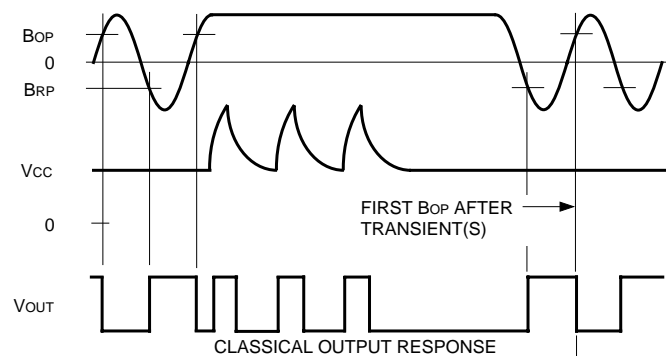 BOP
0
BRP
VCC
0
FIRST BOP AFTER
TRANSIENT(S)
VOUT
CLASSICAL OUTPUT RESPONSE